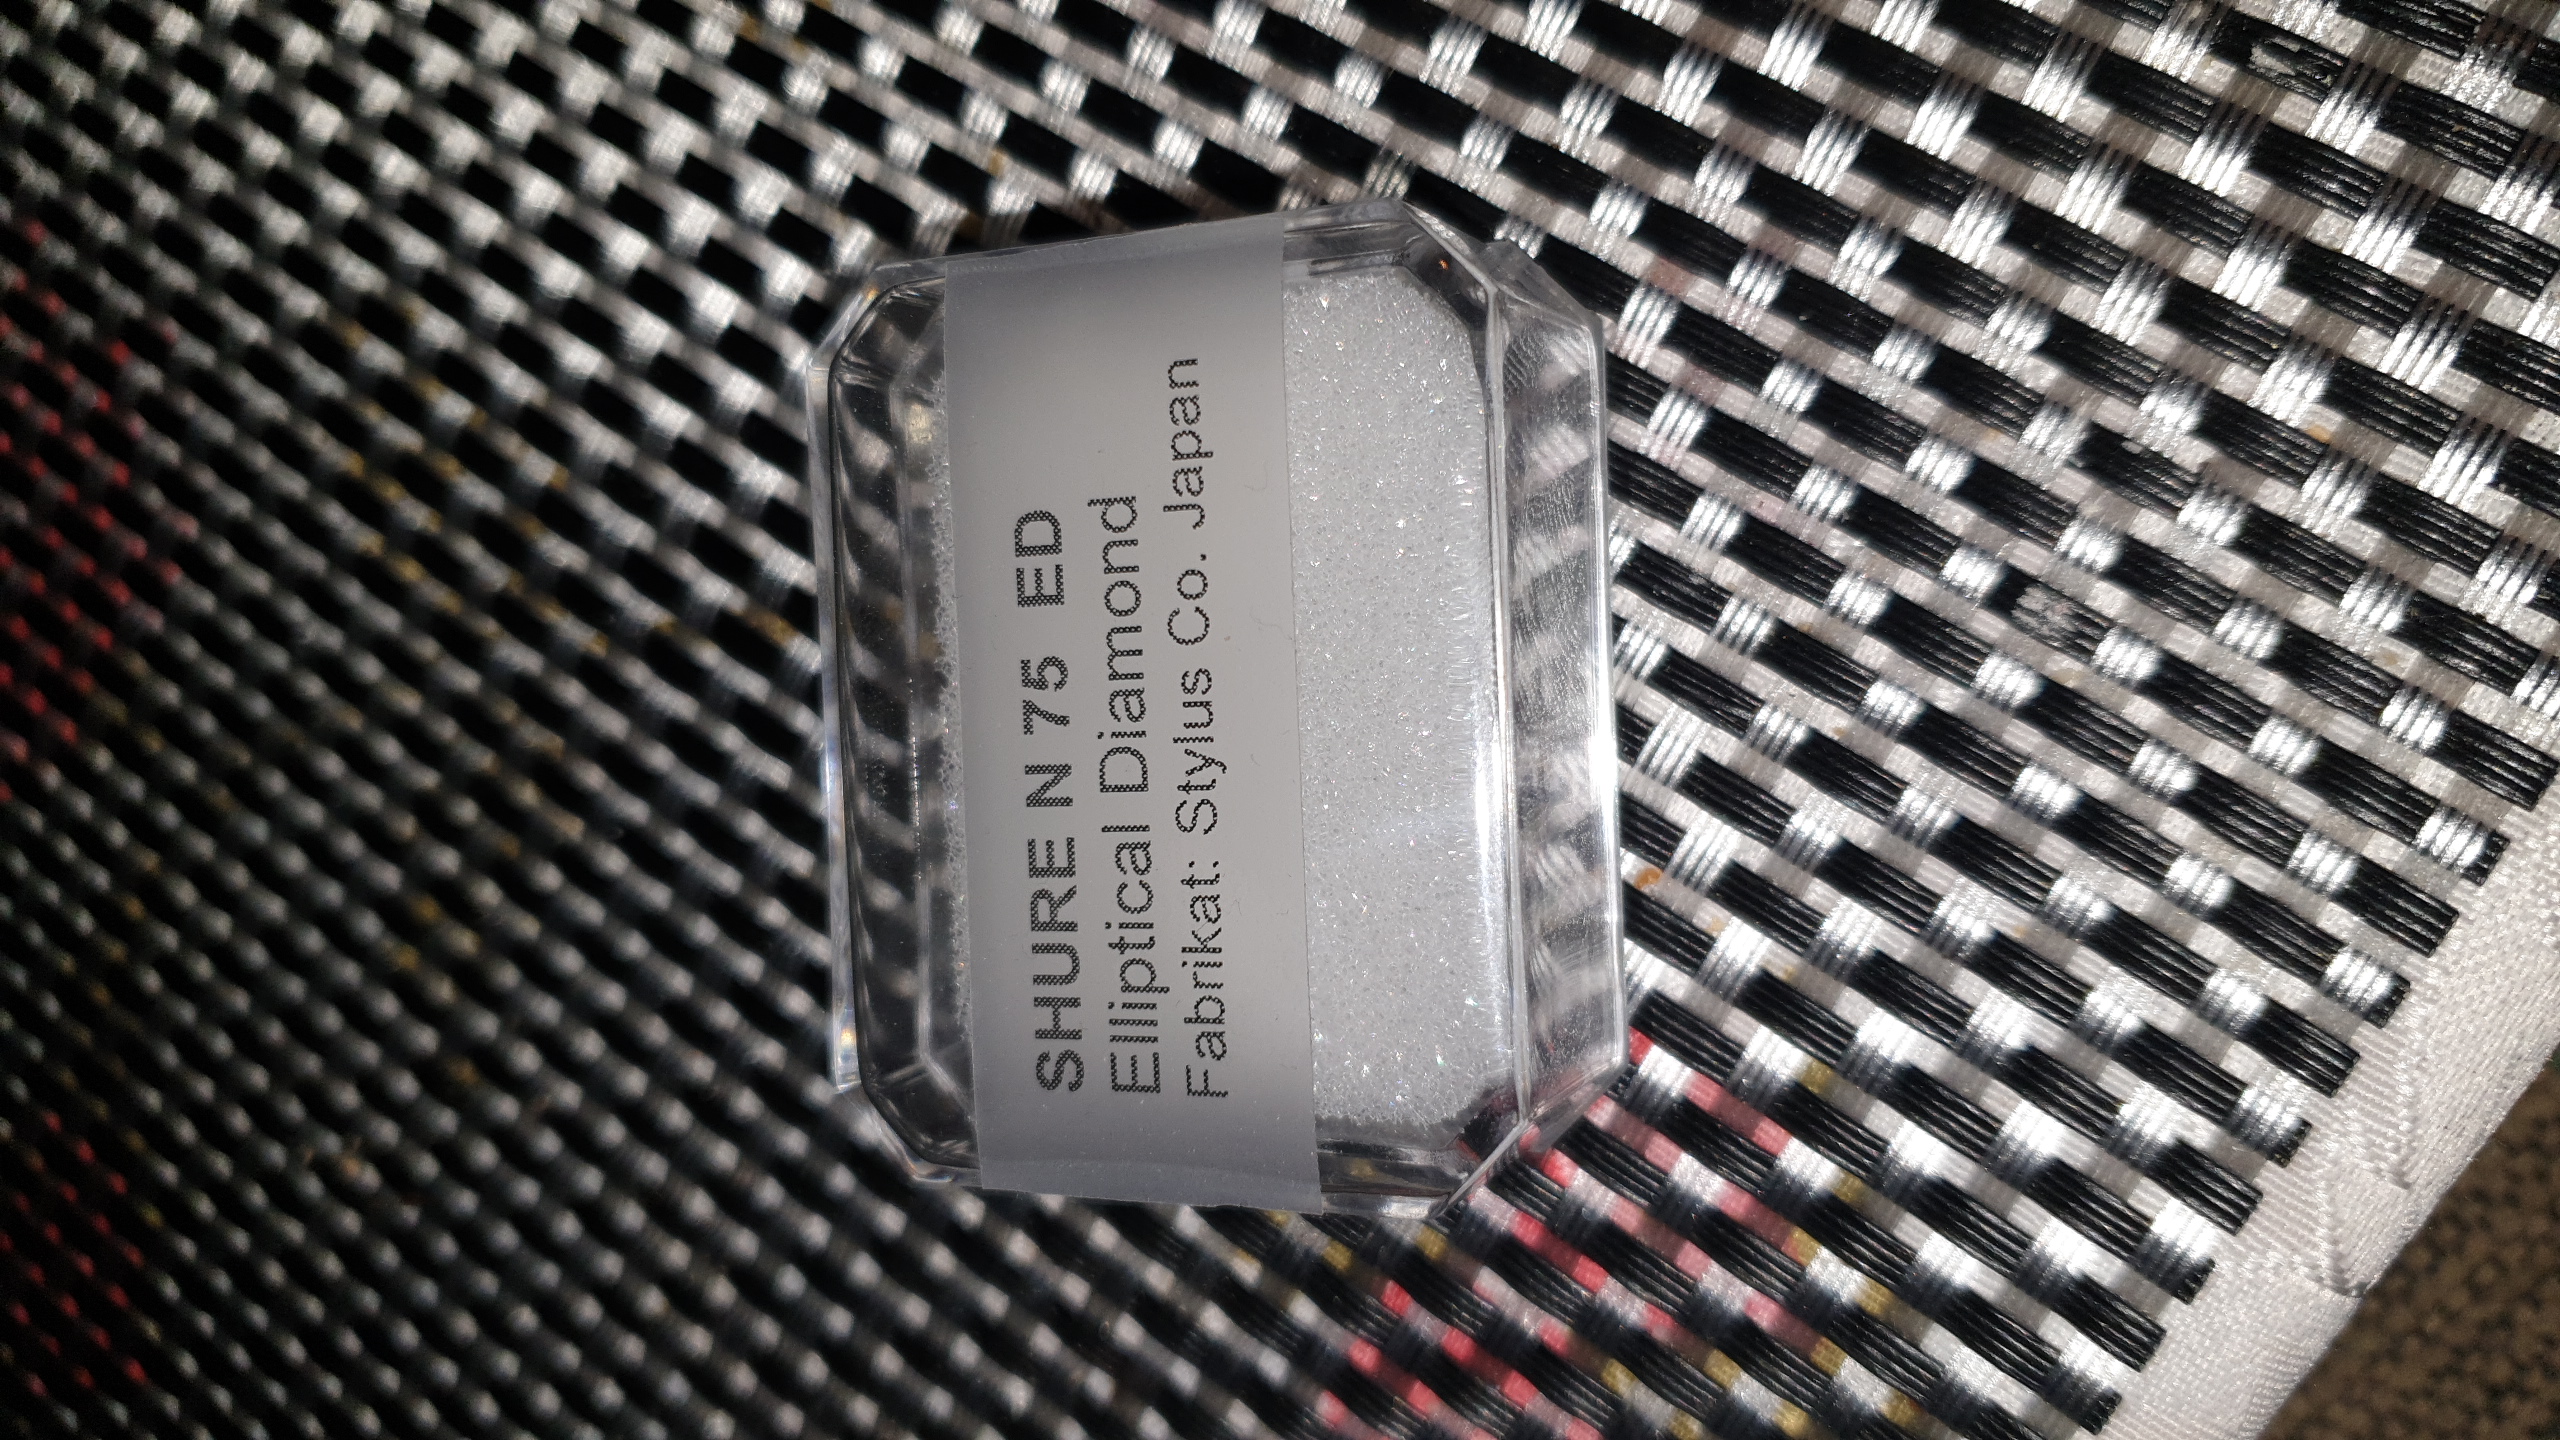 SHURE N 75 ED
Elliptical Diamond
Fabrikat: Stylus Co. Japan